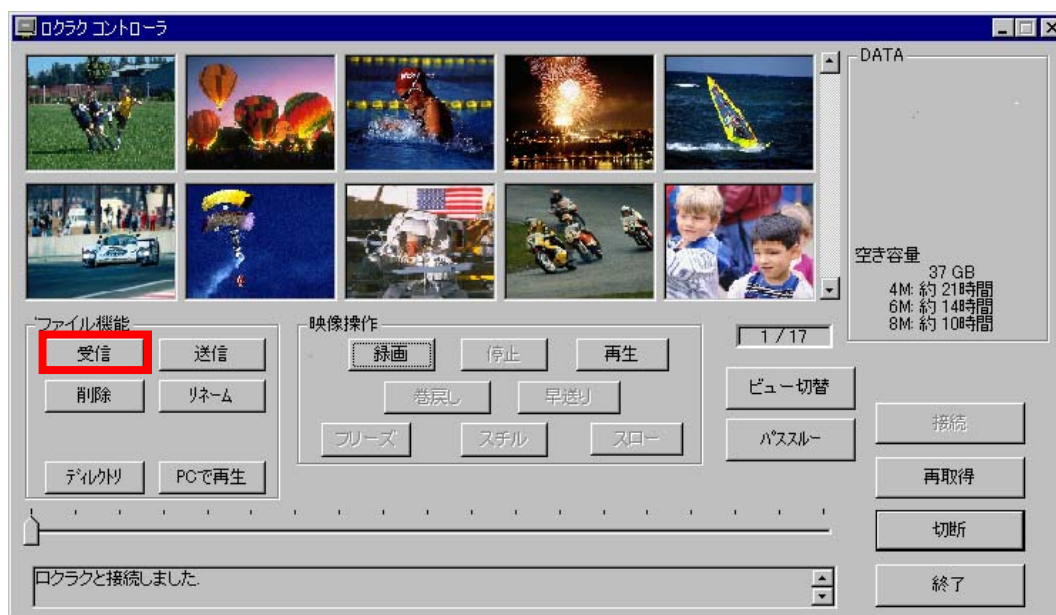 ロクラク コントローラ
DATA
空き容量
37 GB
4M: 約 21時間
6M: 約 14時間
8M: 約 10時間
ファイル機能
受信
送信
削除
リネーム
ディレクトリ
PCで再生
映像操作
録画
停止
再生
巻戻し
早送り
フリーズ
スチル
スロー
1 / 17
ビュー切替
パススルー
接続
再取得
切断
終了
ロクラクと接続しました.